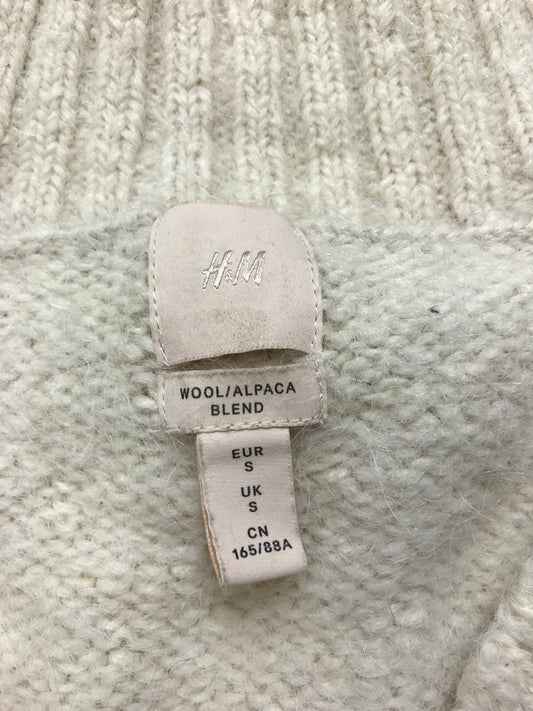 H&M
WOOL/ALPACA
BLEND
EUR
S
UK
S
CN
165/88A